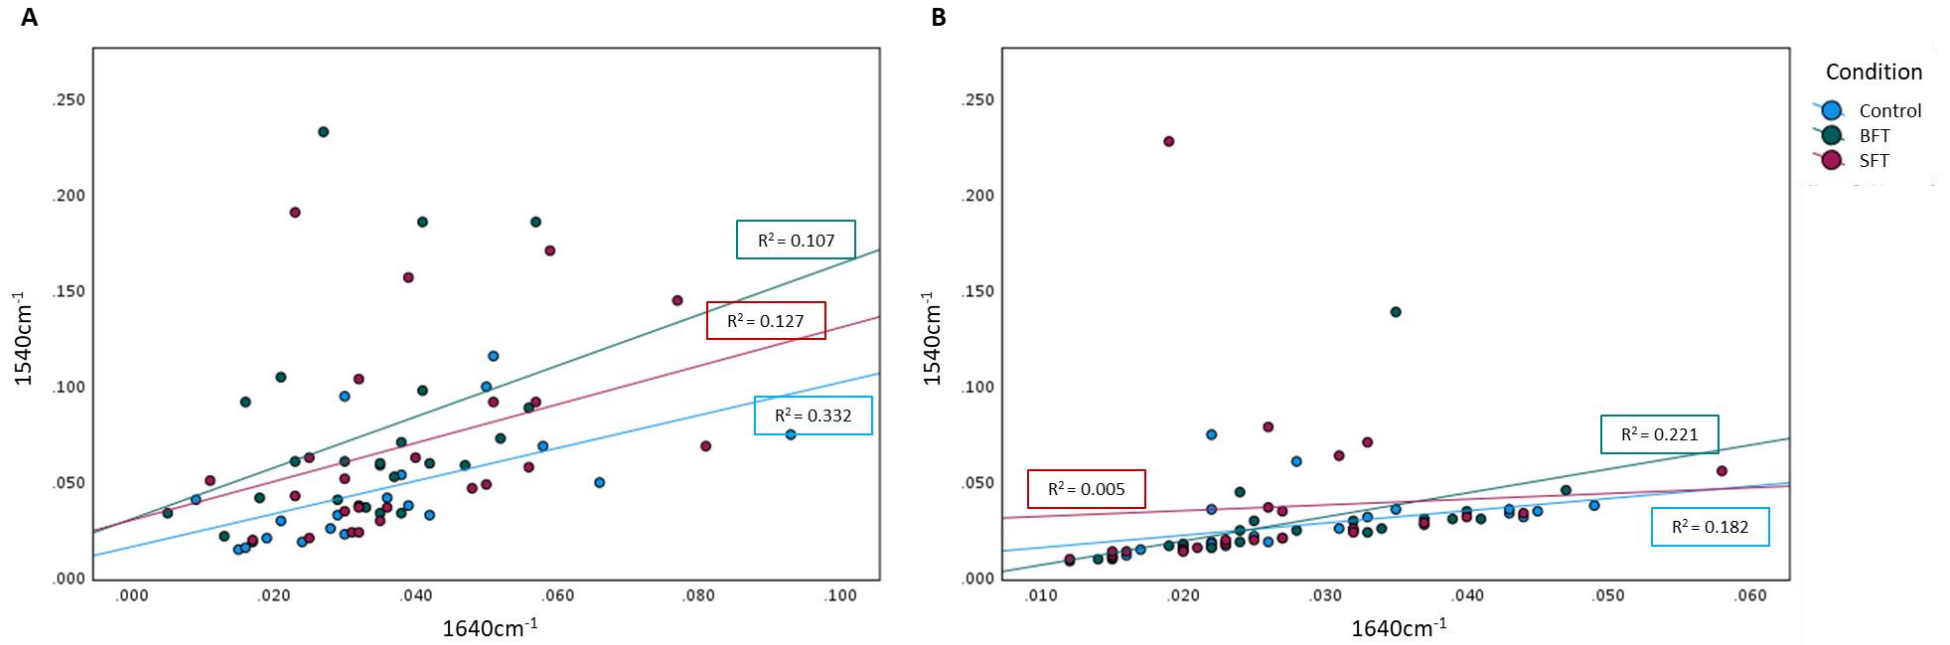 A
B
.250
.200
.150
.100
.050
.000
1540cm-1
R2 = 0.107
R2 = 0.127
R2 = 0.332
.000
.020
.040
.060
.080
.100
1640cm-1
.250
.200
.150
.100
.050
.000
1540cm-1
R2 = 0.221
R2 = 0.005
R2 = 0.182
.010
.020
.030
.040
.050
.060
1640cm-1
Condition
Control
BFT
SFT